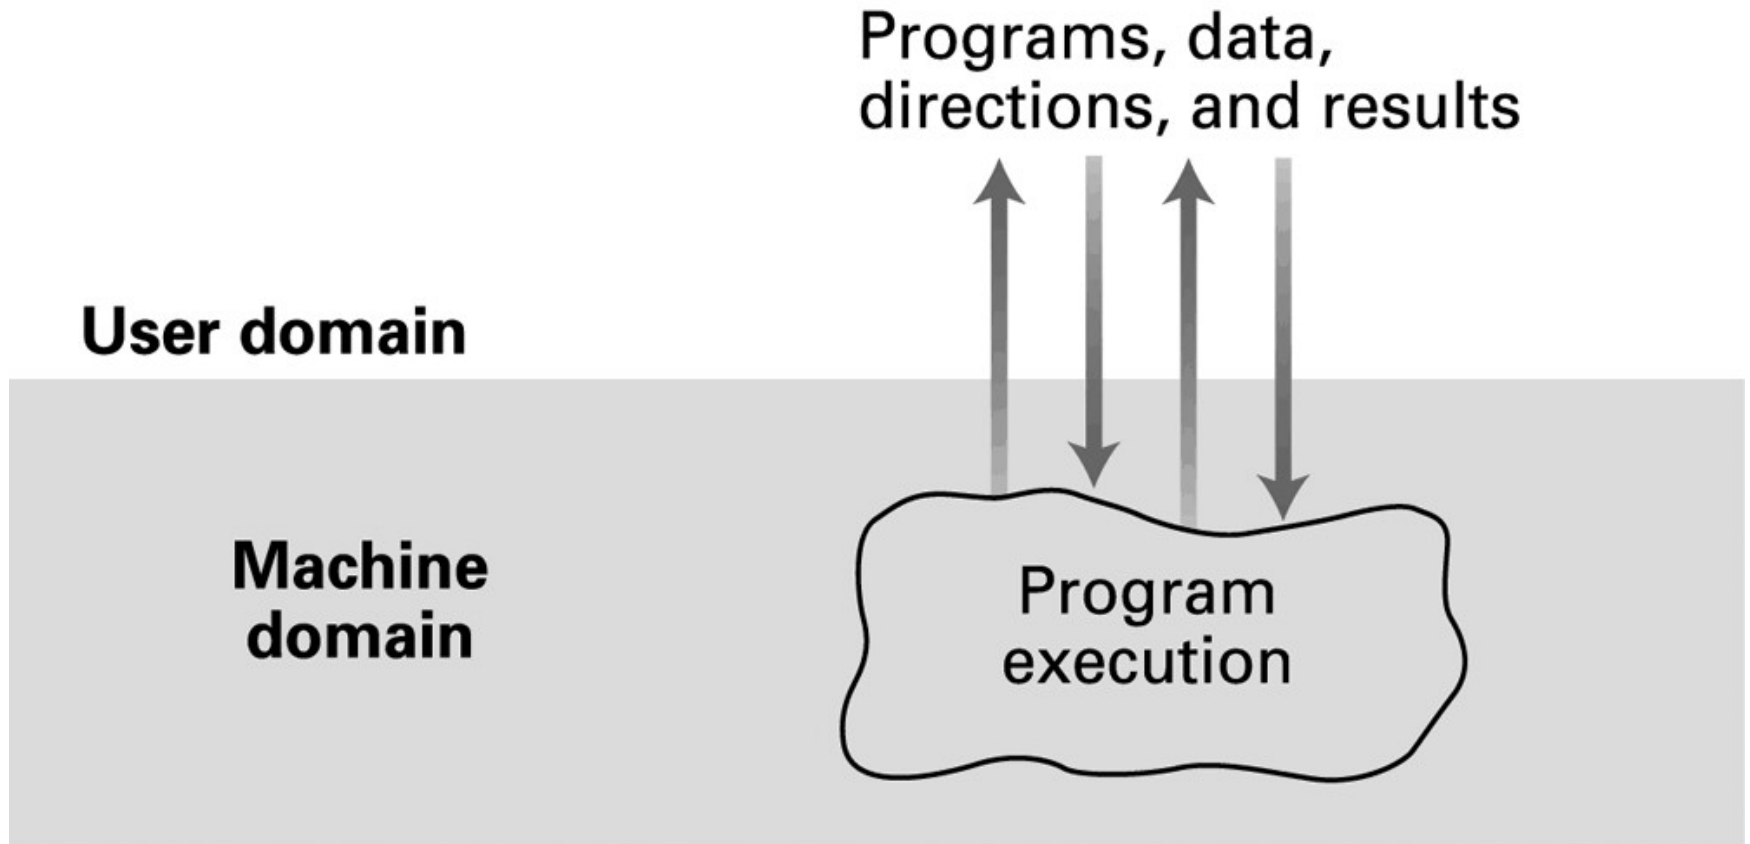 Programs, data,
directions, and results
User domain
Machine
domain
Program
execution